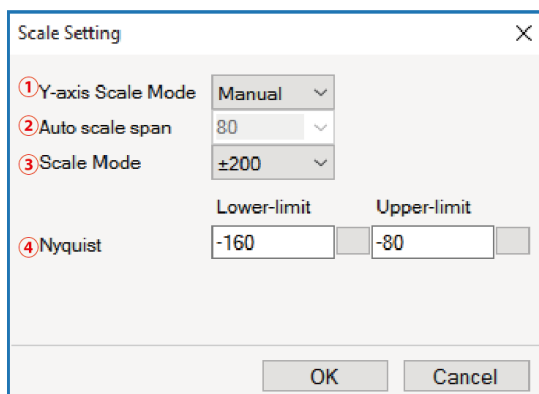 Scale Setting
①Y-axis Scale Mode Manual
②Auto scale span 80
③Scale Mode ±200
Lower-limit Upper-limit
④Nyquist -160 -80
OK Cancel